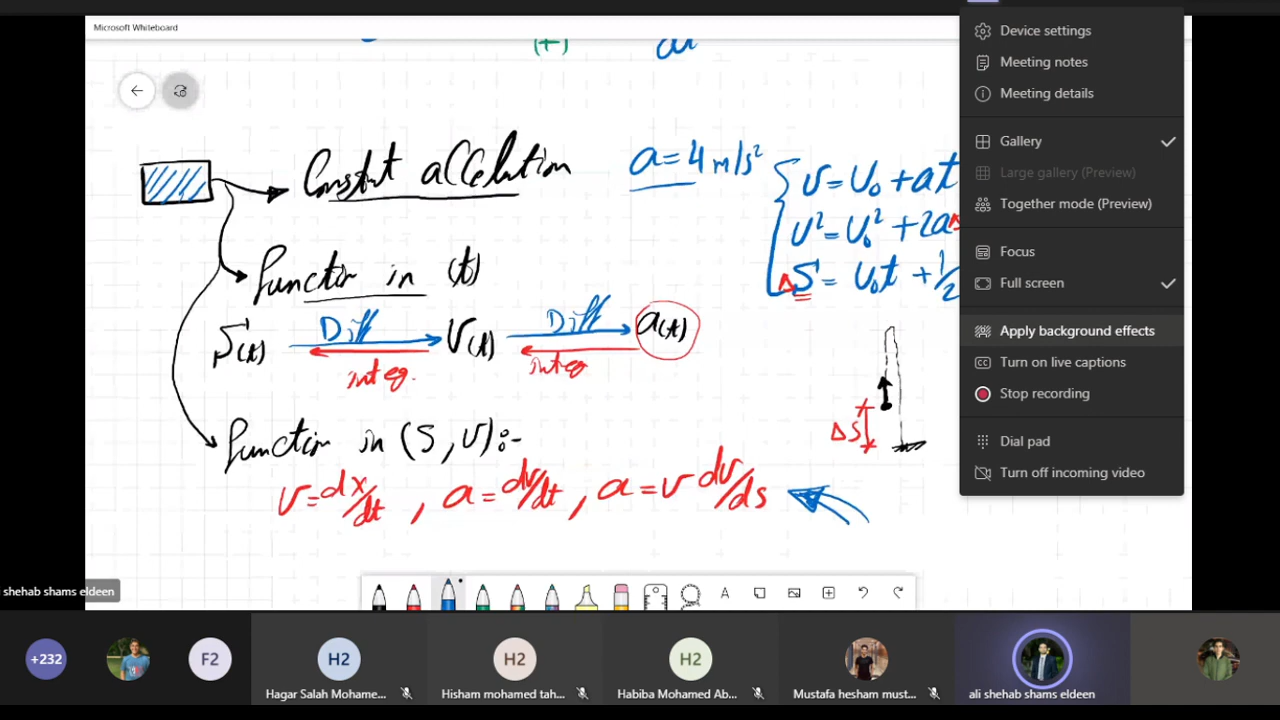 Microsoft Whiteboard
(+)
Constant accelution a = 4 m/s²
v = v₀ + at
v² = v₀² + 2a
ΔS = v₀t + 1/2
function in (t)
S(t) Diff v(t) Diff a(t)
integ. integ
ΔS
function in (S, v):-
v = dx/dt , a = dv/dt , a = v dv/ds
Device settings
Meeting notes
Meeting details
Gallery
Large gallery (Preview)
Together mode (Preview)
Focus
Full screen
Apply background effects
Turn on live captions
Stop recording
Dial pad
Turn off incoming video
i shehab shams eldeen
+232
F2
H2
Hagar Salah Mohame...
H2
Hisham mohamed tah...
H2
Habiba Mohamed Ab...
Mustafa hesham must...
ali shehab shams eldeen